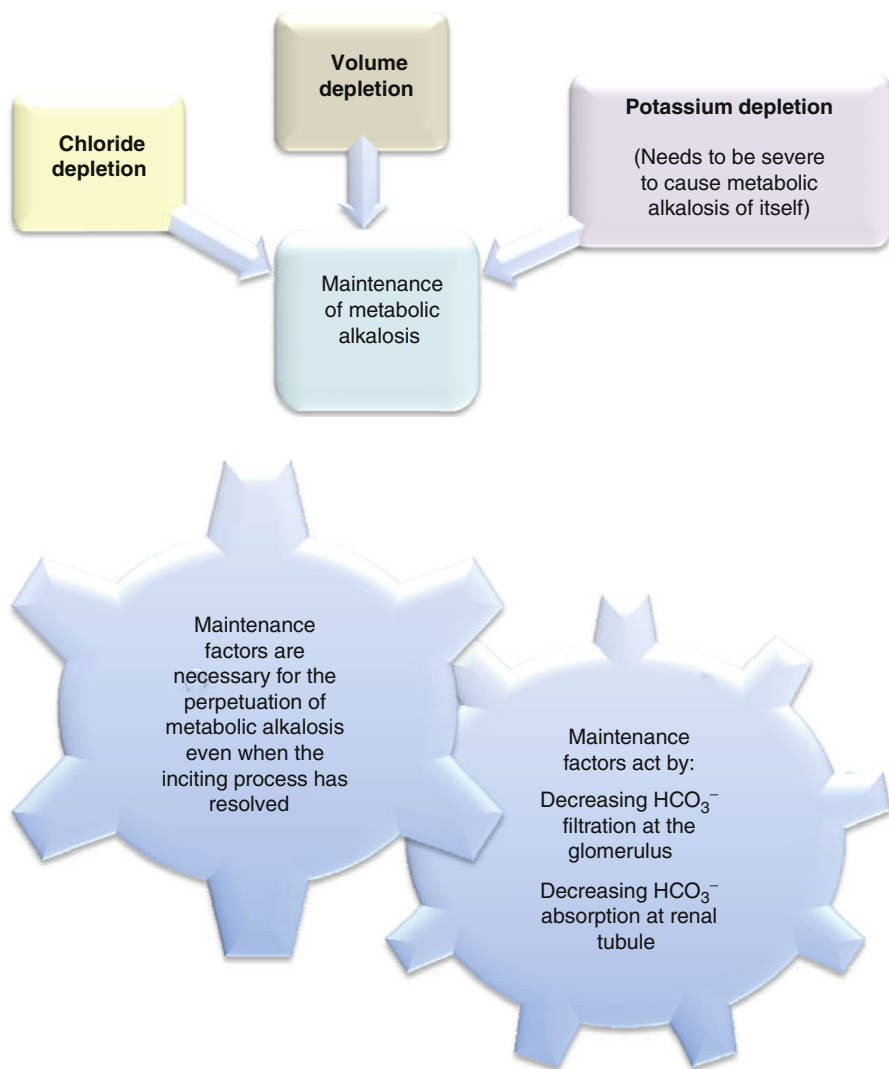 Volume
depletion
Chloride
depletion
Potassium depletion
(Needs to be severe
to cause metabolic
alkalosis of itself)
Maintenance
of metabolic
alkalosis
Maintenance
factors are
necessary for the
perpetuation of
metabolic alkalosis
even when the
inciting process has
resolved
Maintenance
factors act by:
Decreasing HCO₃⁻
filtration at the
glomerulus
Decreasing HCO₃⁻
absorption at renal
tubule